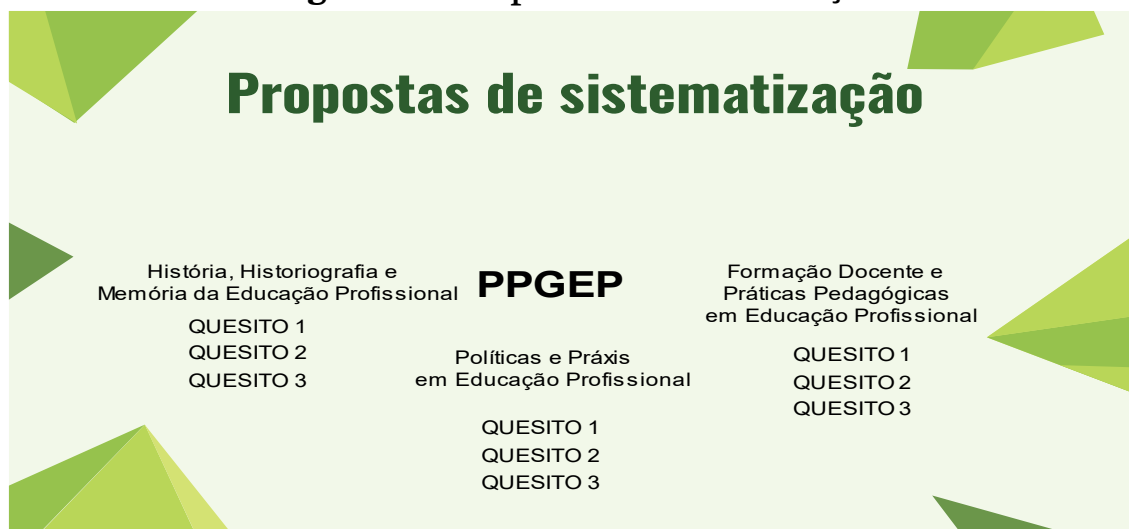 Propostas de sistematização
História, Historiografia e
Memória da Educação Profissional
QUESITO 1
QUESITO 2
QUESITO 3
PPGEP
Políticas e Práxis
em Educação Profissional
QUESITO 1
QUESITO 2
QUESITO 3
Formação Docente e
Práticas Pedagógicas
em Educação Profissional
QUESITO 1
QUESITO 2
QUESITO 3